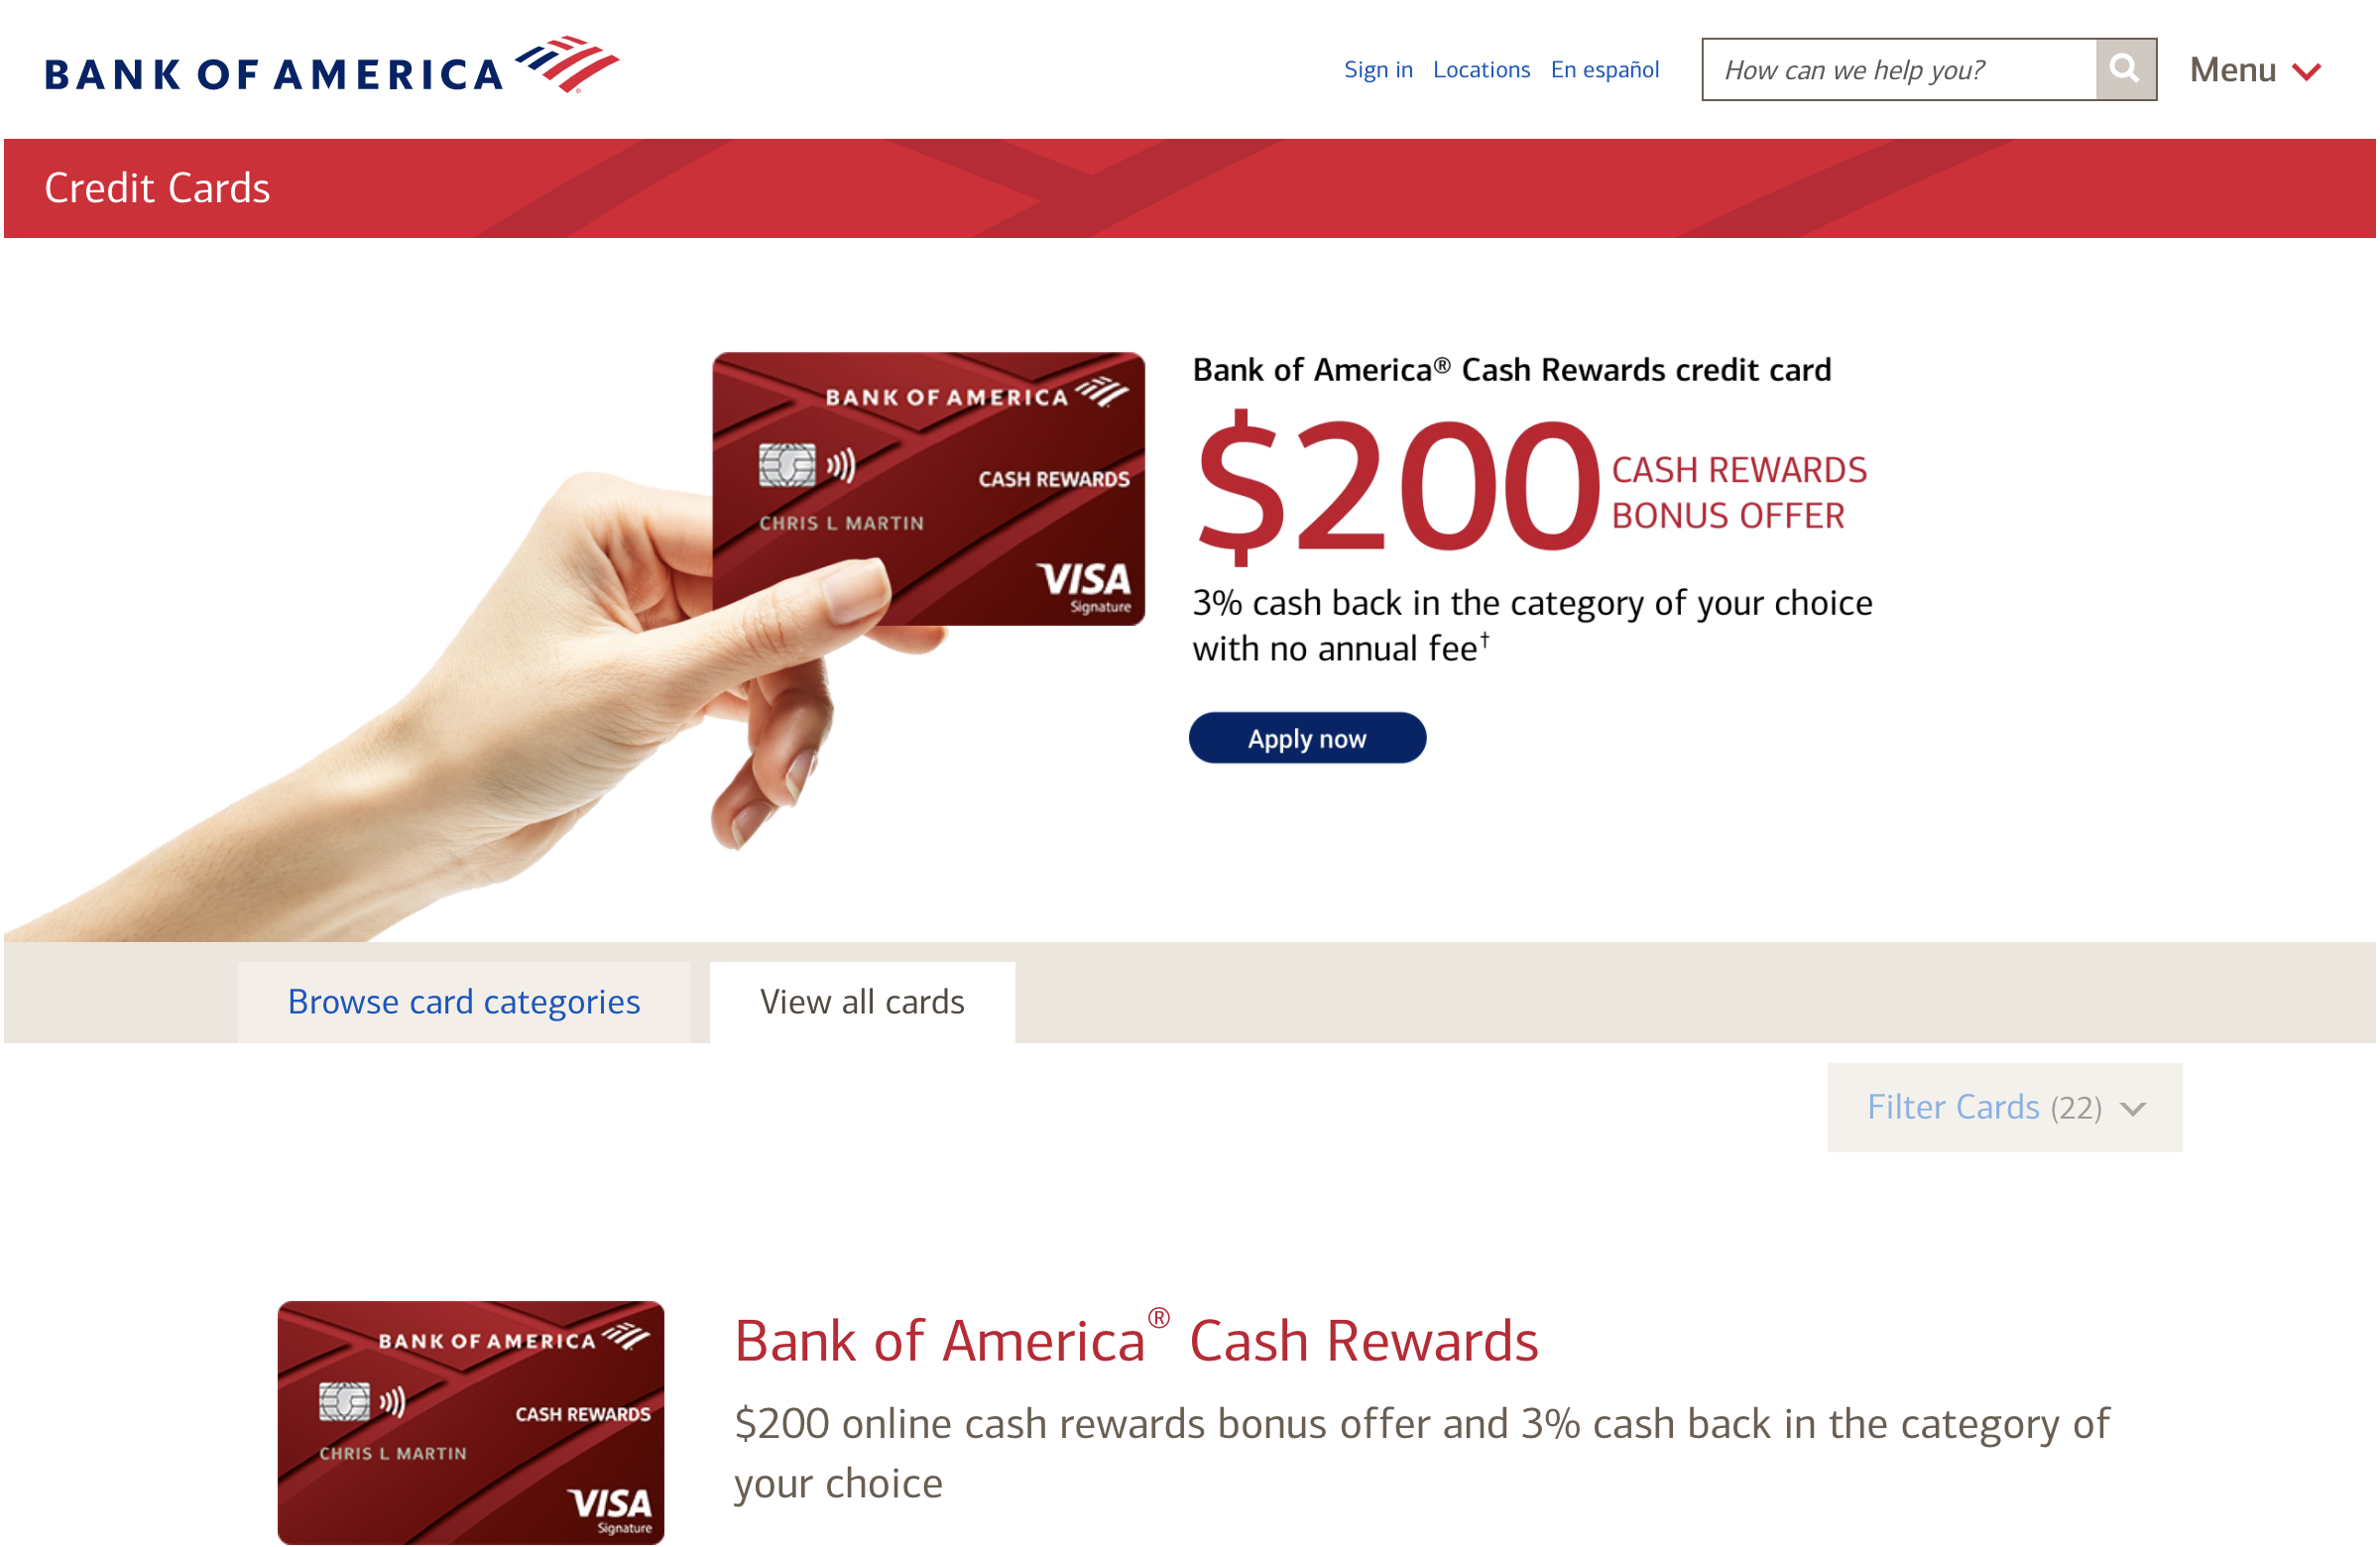 BANK OF AMERICA
Sign in Locations En español
How can we help you?
Menu
Credit Cards
BANK OF AMERICA
CASH REWARDS
CHRIS L MARTIN
VISA
Signature
Bank of America® Cash Rewards credit card
$200 CASH REWARDS
BONUS OFFER
3% cash back in the category of your choice
with no annual fee†
Apply now
Browse card categories
View all cards
Filter Cards (22)
BANK OF AMERICA
CASH REWARDS
CHRIS L MARTIN
VISA
Signature
Bank of America® Cash Rewards
$200 online cash rewards bonus offer and 3% cash back in the category of
your choice